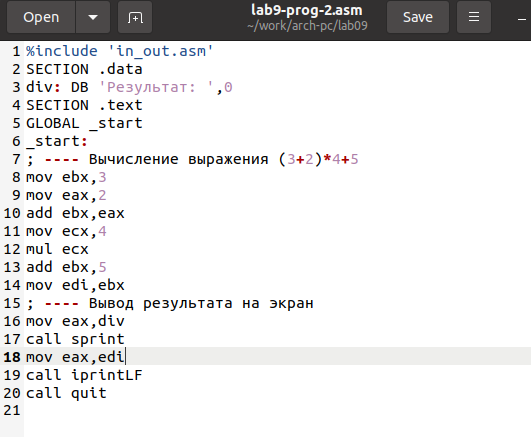 Open
lab9-prog-2.asm
~/work/arch-pc/lab09
Save
1 %include 'in_out.asm'
2 SECTION .data
3 div: DB 'Результат: ',0
4 SECTION .text
5 GLOBAL _start
6 _start:
7 ; ---- Вычисление выражения (3+2)*4+5
8 mov ebx,3
9 mov eax,2
10 add ebx,eax
11 mov ecx,4
12 mul ecx
13 add ebx,5
14 mov edi,ebx
15 ; ---- Вывод результата на экран
16 mov eax,div
17 call sprint
18 mov eax,edi
19 call iprintLF
20 call quit
21